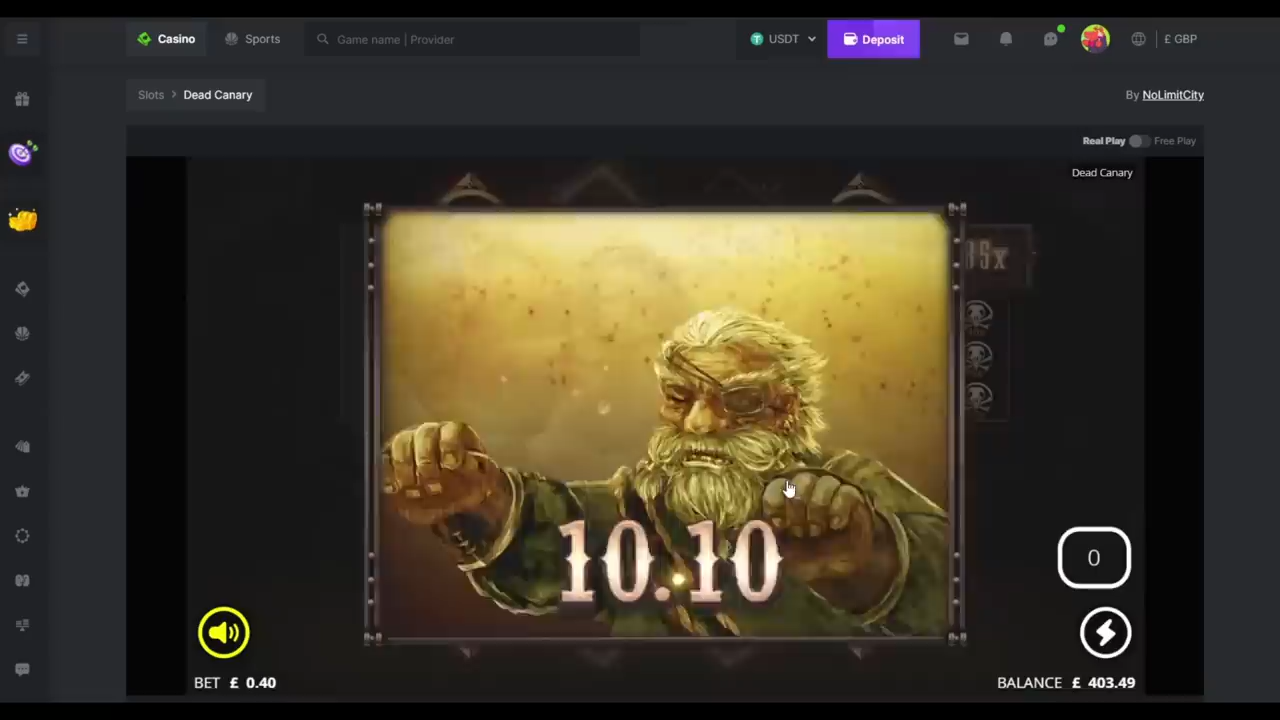 Casino
Sports
Game name | Provider
USDT
Deposit
£ GBP
Slots > Dead Canary
By NoLimitCity
Real Play
Free Play
Dead Canary
10.10
0
BET £ 0.40
BALANCE £ 403.49